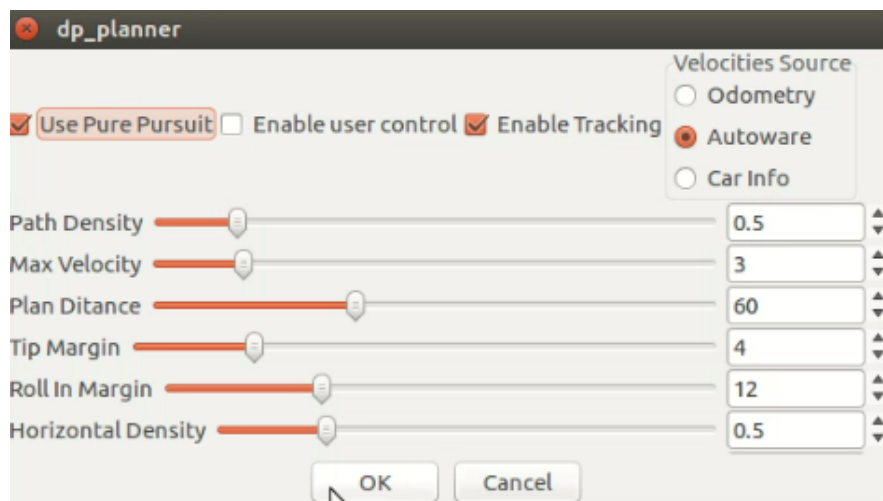 dp_planner
Velocities Source
Use Pure Pursuit Enable user control Enable Tracking
Odometry
Autoware
Car Info
Path Density 0.5
Max Velocity 3
Plan Ditance 60
Tip Margin 4
Roll In Margin 12
Horizontal Density 0.5
OK Cancel